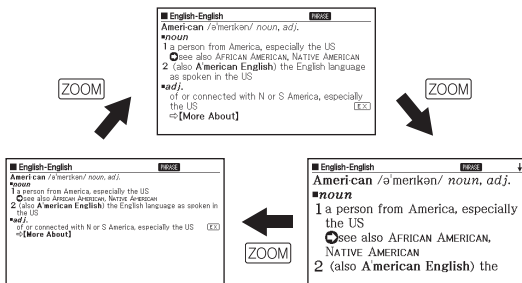 ■ English-English PHRASE
Ameri·can /əˈmerɪkən/ noun, adj.
▪noun
1 a person from America, especially the US
➲see also AFRICAN AMERICAN, NATIVE AMERICAN
2 (also Aˈmerican English) the English language
as spoken in the US
▪adj.
of or connected with N or S America, especially
the US EX
⇨[More About]
ZOOM
ZOOM
■ English-English PHRASE
Ameri·can /əˈmerɪkən/ noun, adj.
▪noun
1 a person from America, especially the US
➲see also AFRICAN AMERICAN, NATIVE AMERICAN
2 (also Aˈmerican English) the English language as spoken in
the US
▪adj.
of or connected with N or S America, especially the US EX
⇨[More About]
ZOOM
■ English-English PHRASE ↓
Ameri·can /əˈmerɪkən/ noun, adj.
▪noun
1 a person from America, especially
the US
➲see also AFRICAN AMERICAN,
NATIVE AMERICAN
2 (also Aˈmerican English) the